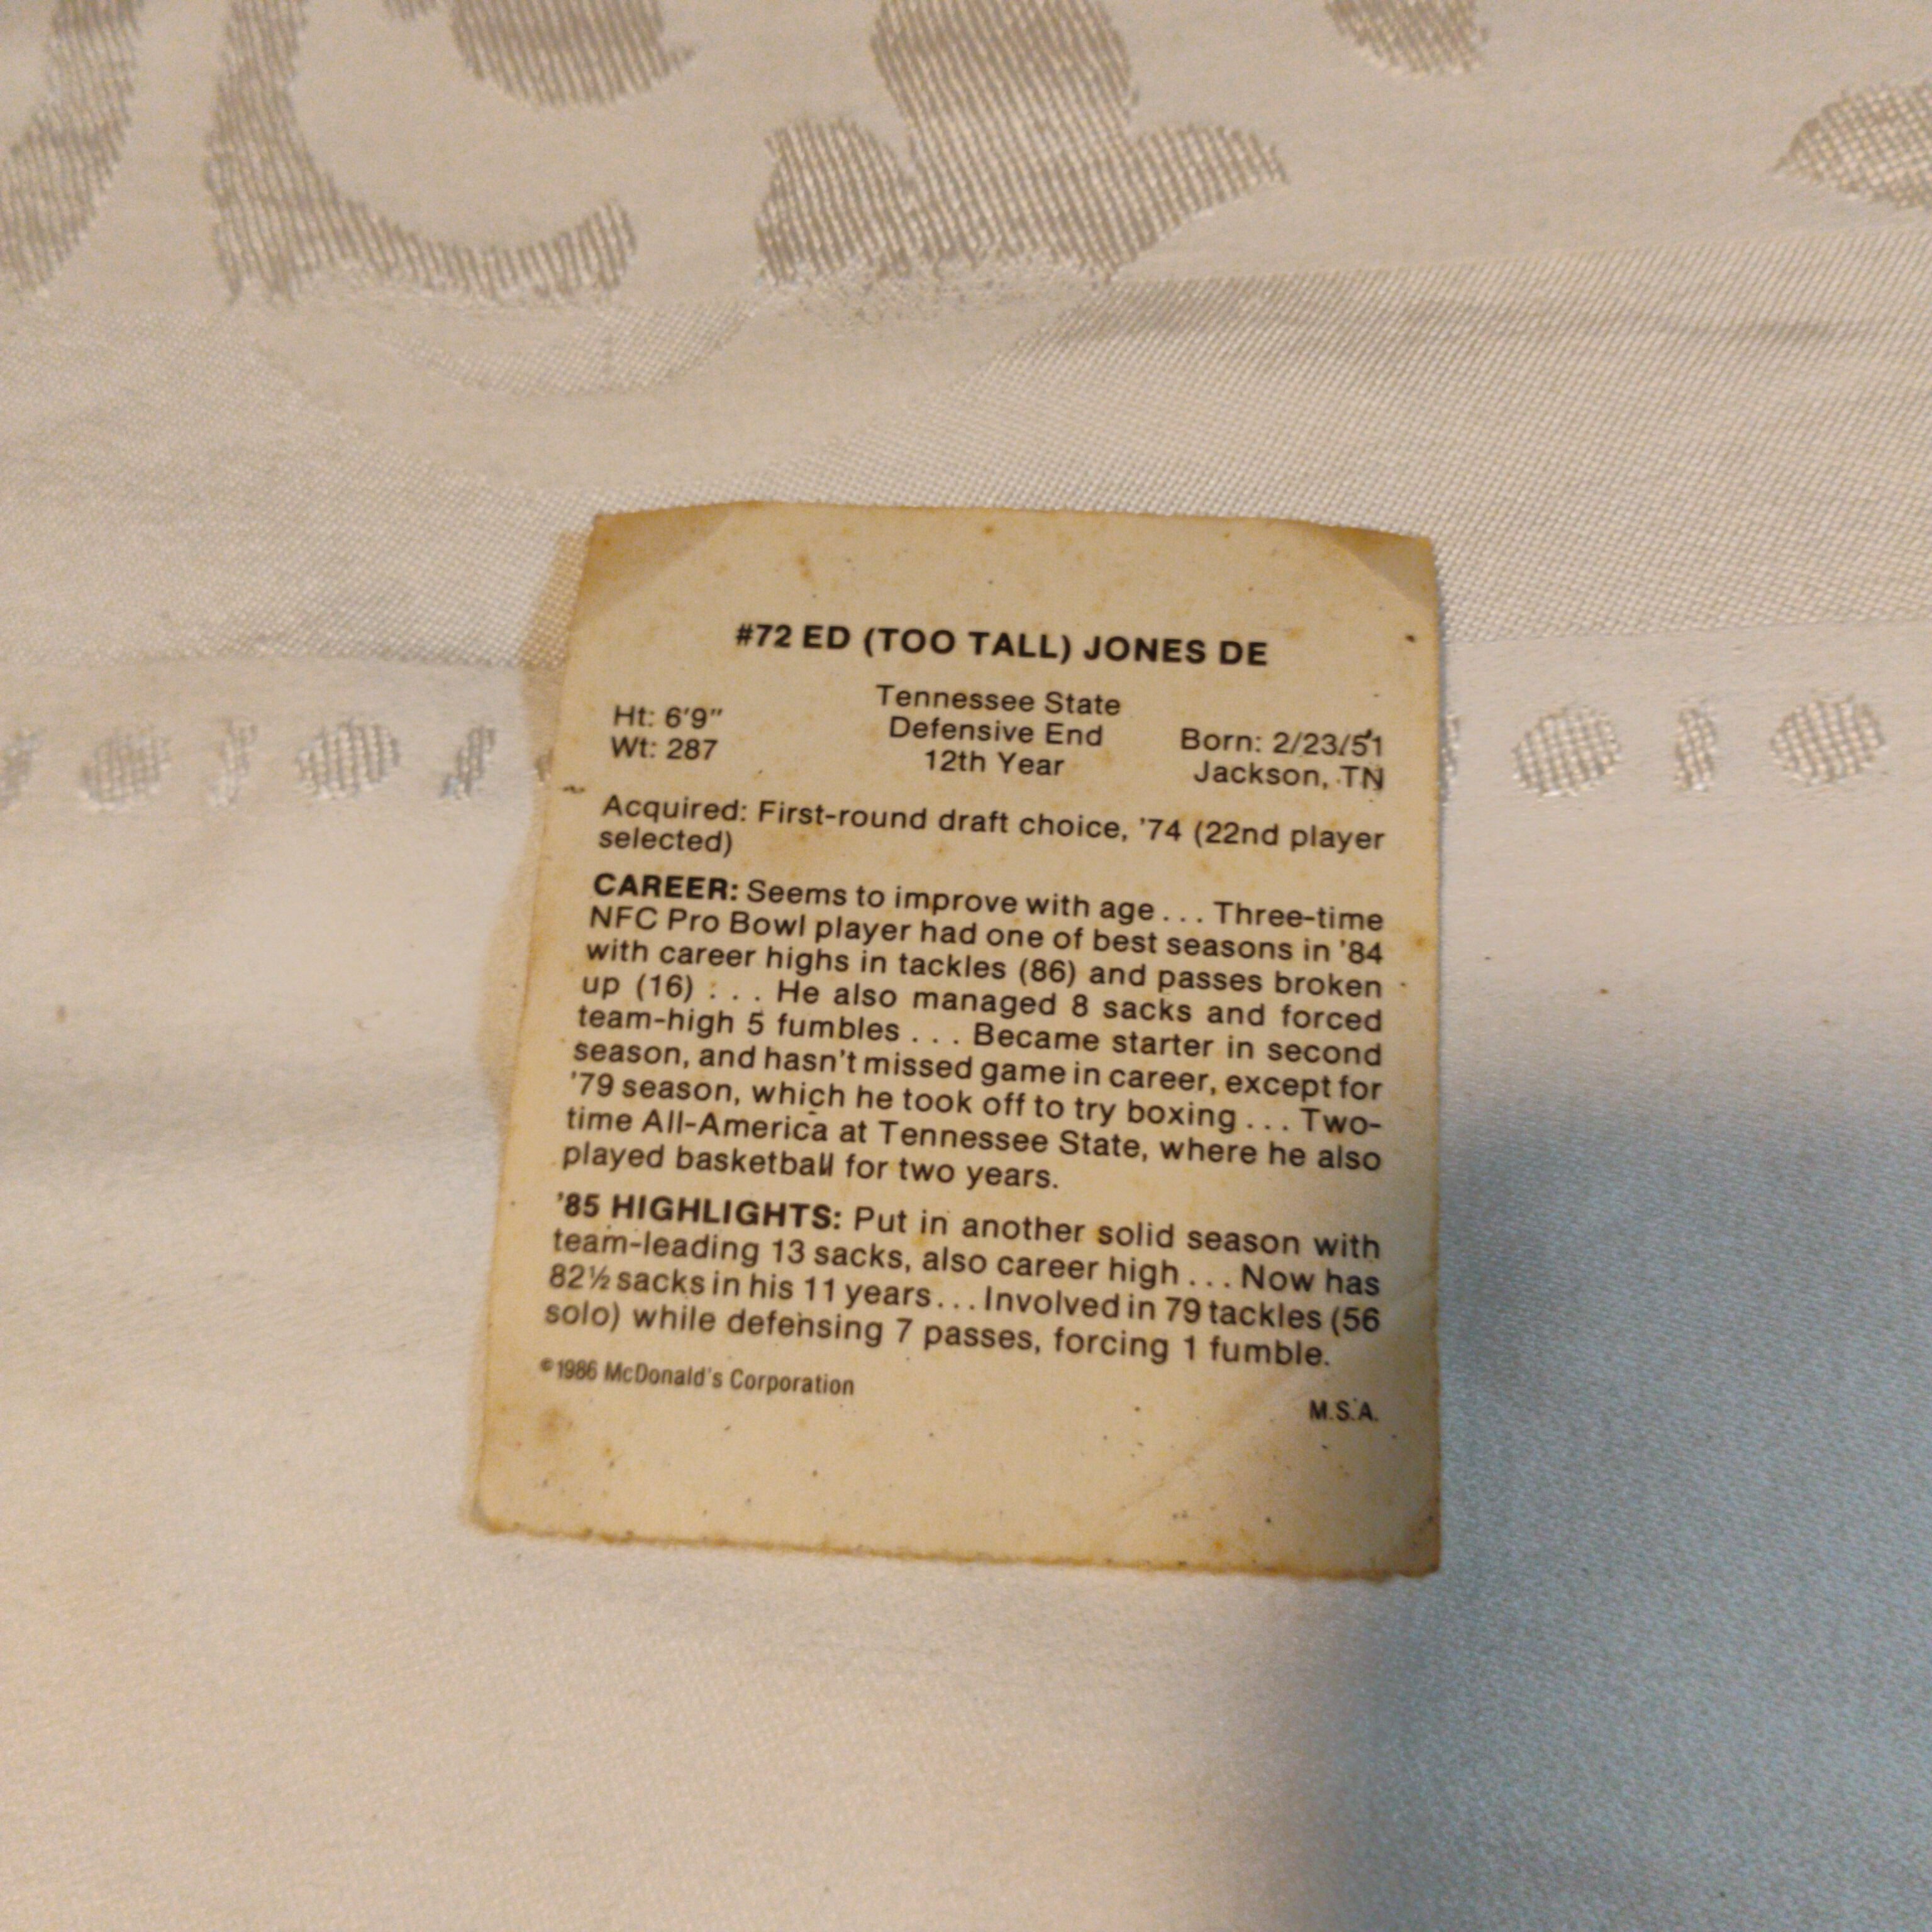 #72 ED (TOO TALL) JONES DE
Tennessee State
Ht: 6'9" Defensive End Born: 2/23/51
Wt: 287 12th Year Jackson, TN
Acquired: First-round draft choice, '74 (22nd player
selected)
CAREER: Seems to improve with age . . . Three-time
NFC Pro Bowl player had one of best seasons in '84
with career highs in tackles (86) and passes broken
up (16) . . . He also managed 8 sacks and forced
team-high 5 fumbles . . . Became starter in second
season, and hasn't missed game in career, except for
'79 season, which he took off to try boxing . . . Two-
time All-America at Tennessee State, where he also
played basketball for two years.
'85 HIGHLIGHTS: Put in another solid season with
team-leading 13 sacks, also career high . . . Now has
82½ sacks in his 11 years . . . Involved in 79 tackles (56
solo) while defensing 7 passes, forcing 1 fumble.
©1986 McDonald's Corporation
M.S.A.